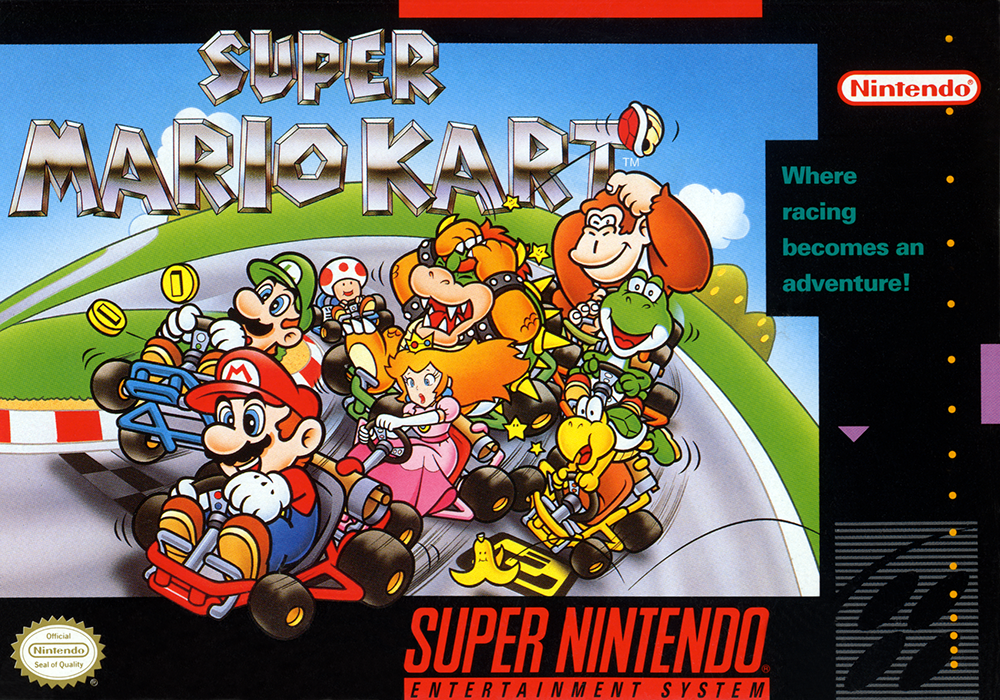 SUPER
MARIO KART
TM
Nintendo®
Where
racing
becomes an
adventure!
M
L
Official
Nintendo
Seal of Quality
®
SUPER NINTENDO®
ENTERTAINMENT SYSTEM